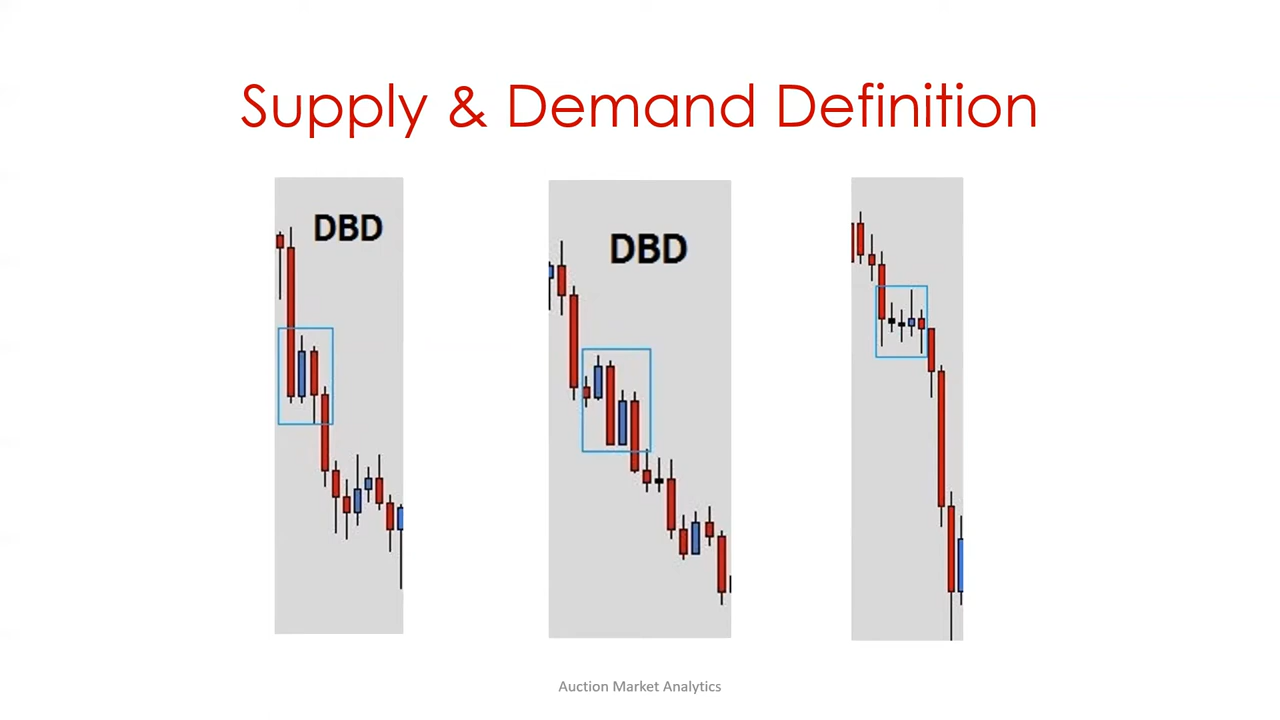 Supply & Demand Definition
DBD
DBD
Auction Market Analytics